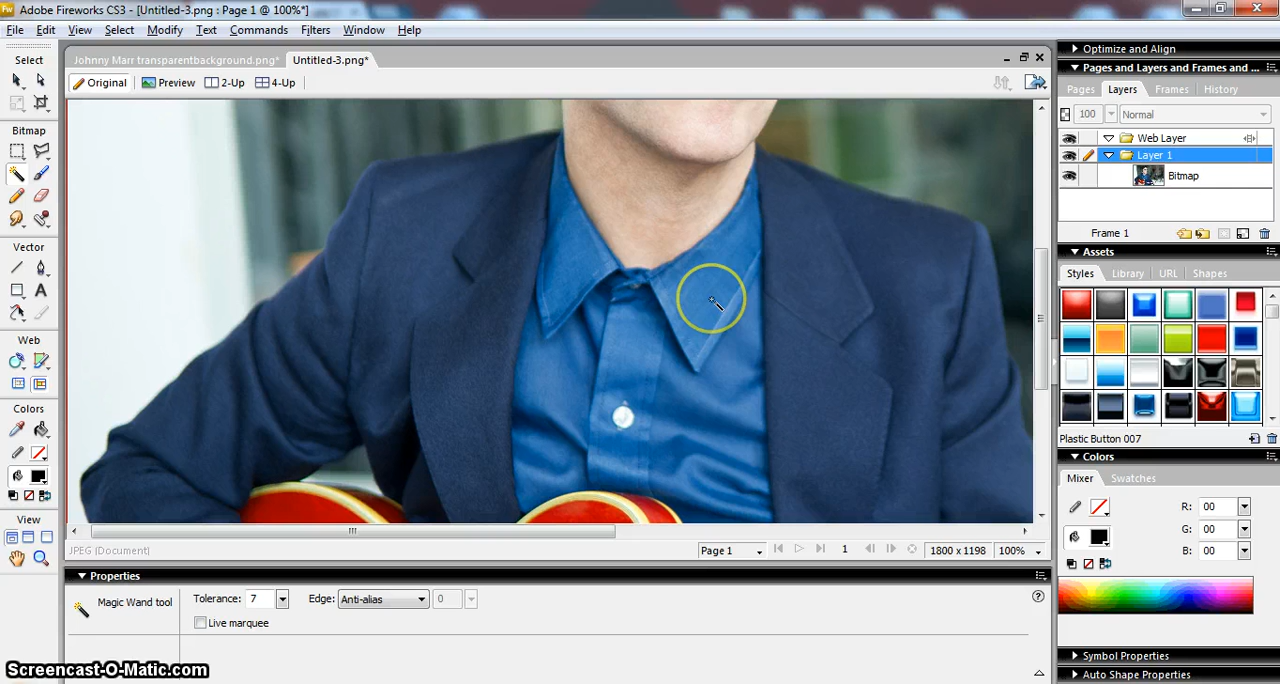 Adobe Fireworks CS3 - [Untitled-3.png : Page 1 @ 100%*]
File Edit View Select Modify Text Commands Filters Window Help
Select
Bitmap
Vector
Web
Colors
View
Johnny Marr transparentbackground.png* Untitled-3.png*
Original Preview 2-Up 4-Up
JPEG (Document) Page 1 1 1800 x 1198 100%
Properties
Magic Wand tool Tolerance: 7 Edge: Anti-alias 0
Live marquee
Optimize and Align
Pages and Layers and Frames and ...
Pages Layers Frames History
100 Normal
Web Layer
Layer 1
Bitmap
Frame 1
Assets
Styles Library URL Shapes
Plastic Button 007
Colors
Mixer Swatches
R: 00
G: 00
B: 00
Symbol Properties
Auto Shape Properties
Screencast-O-Matic.com